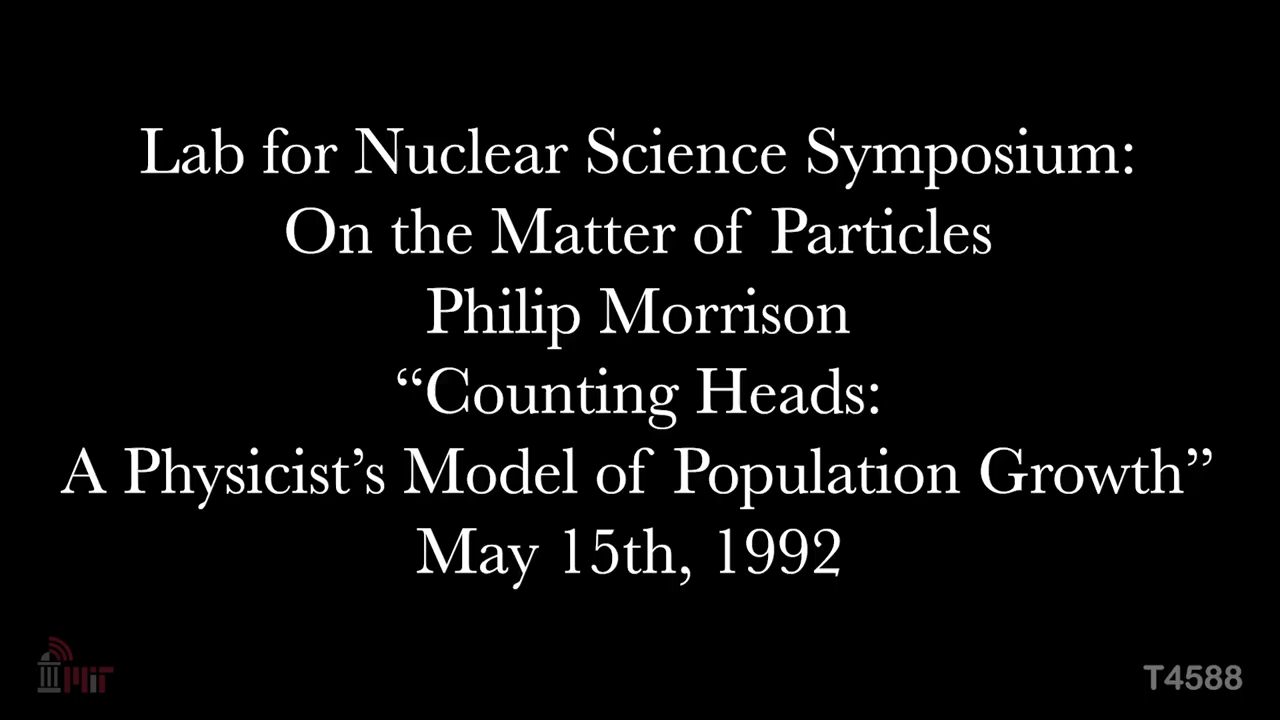 Lab for Nuclear Science Symposium:
On the Matter of Particles
Philip Morrison
“Counting Heads:
A Physicist’s Model of Population Growth”
May 15th, 1992
MIT
T4588